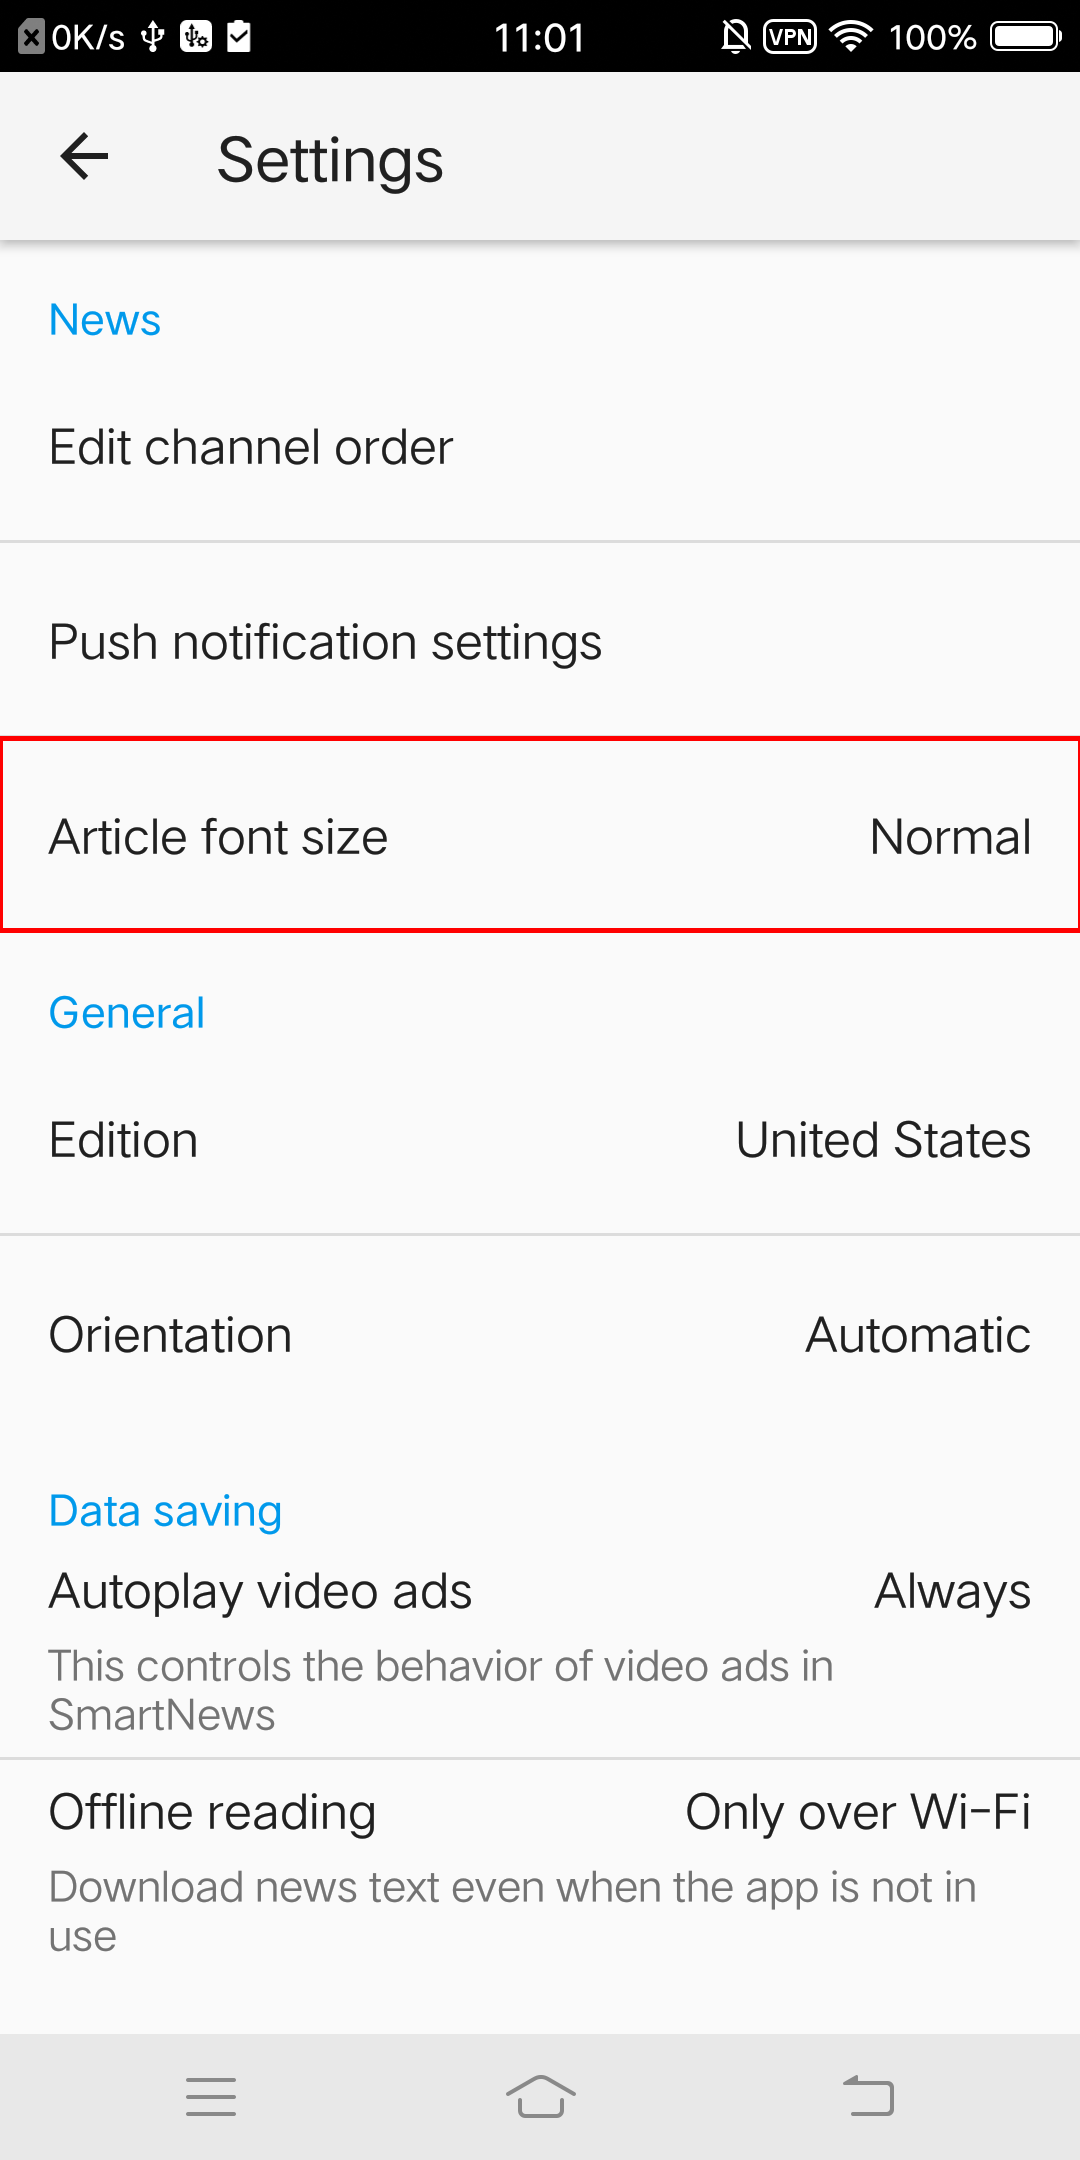 0K/s 11:01 VPN 100%
Settings
News
Edit channel order
Push notification settings
Article font size Normal
General
Edition United States
Orientation Automatic
Data saving
Autoplay video ads Always
This controls the behavior of video ads in
SmartNews
Offline reading Only over Wi-Fi
Download news text even when the app is not in
use